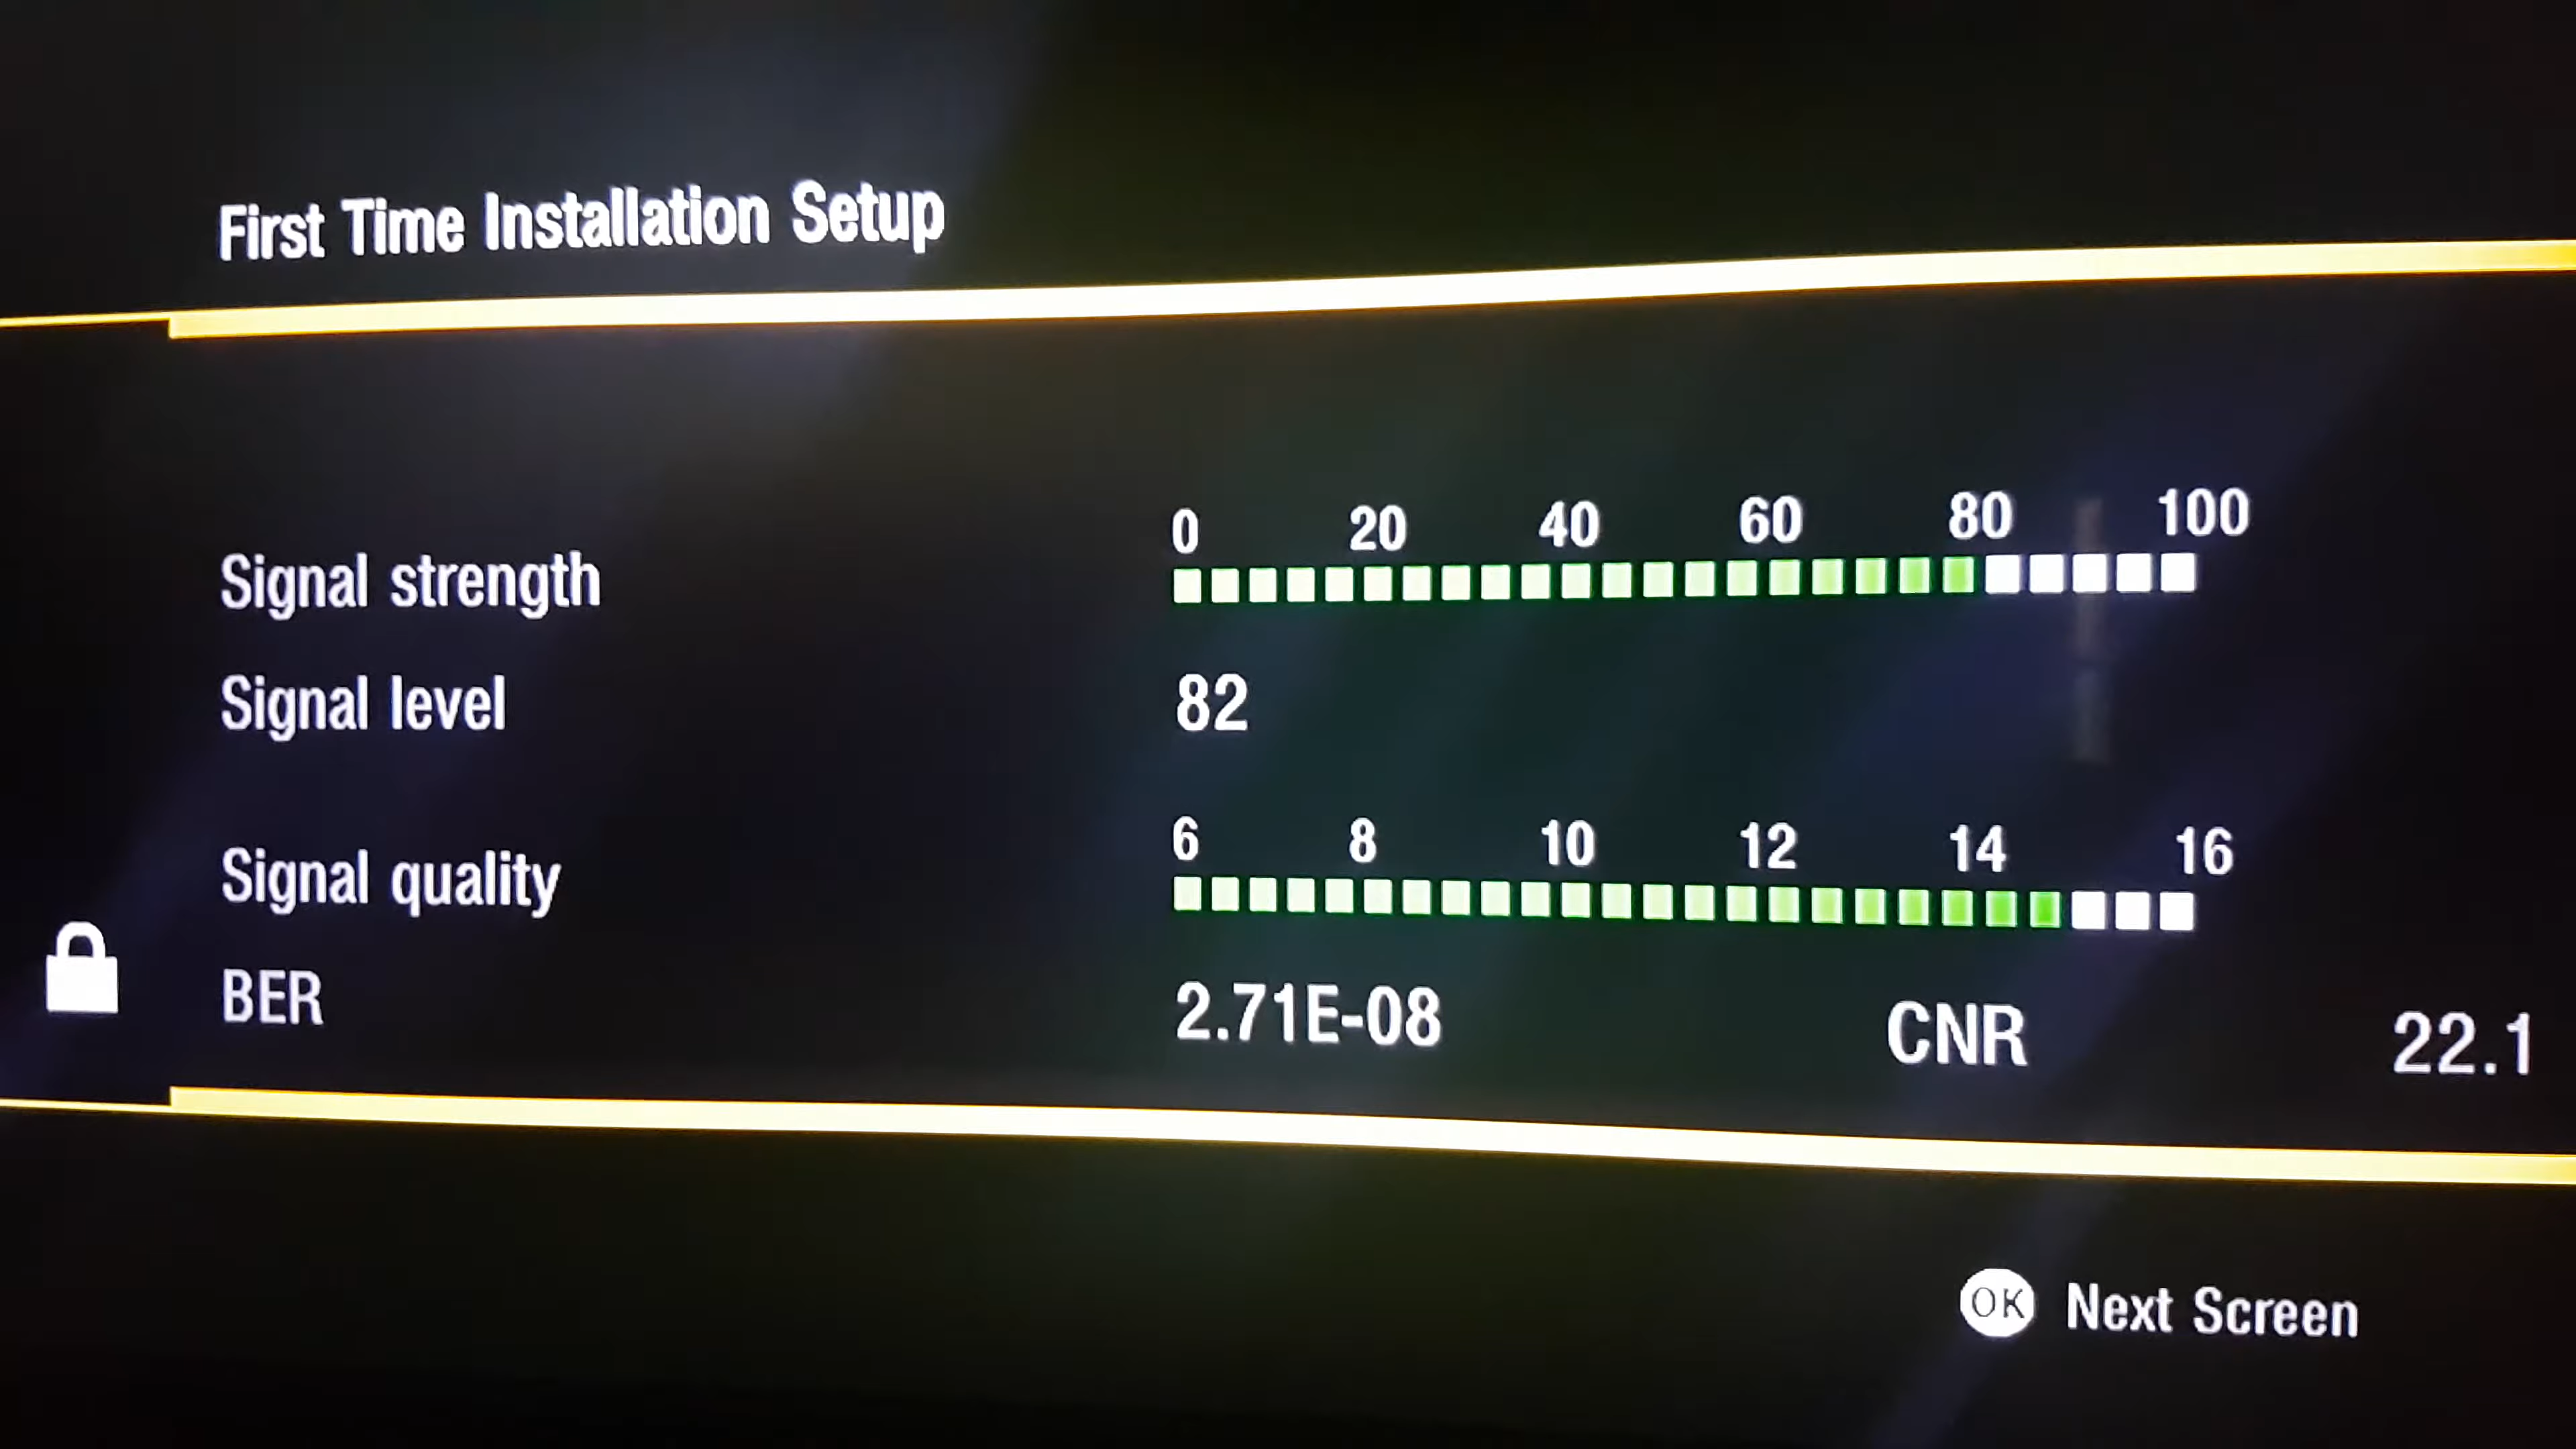 First Time Installation Setup
0 20 40 60 80 100
Signal strength
Signal level 82
6 8 10 12 14 16
Signal quality
BER 2.71E-08 CNR 22.1
OK Next Screen